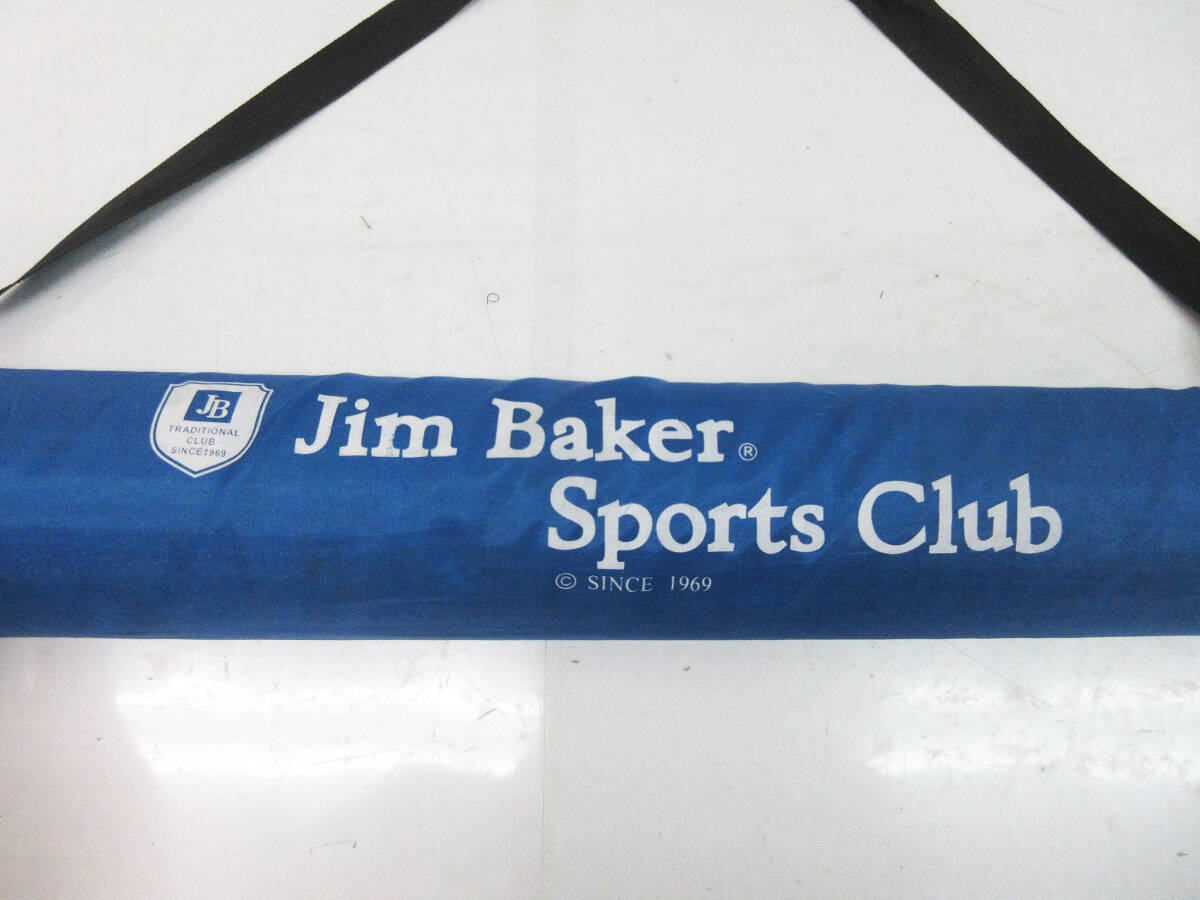 JB
TRADITIONAL
CLUB
SINCE1969
Jim Baker®
Sports Club
© SINCE 1969